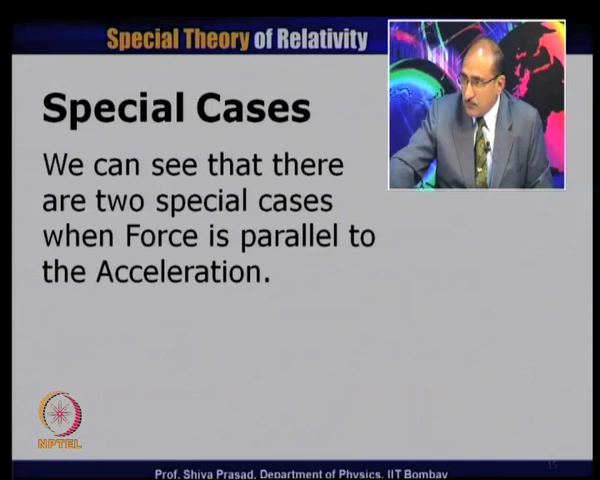 Special Theory of Relativity
Special Cases
We can see that there
are two special cases
when Force is parallel to
the Acceleration.
NPTEL
15
Prof. Shiva Prasad, Department of Physics, IIT Bombay